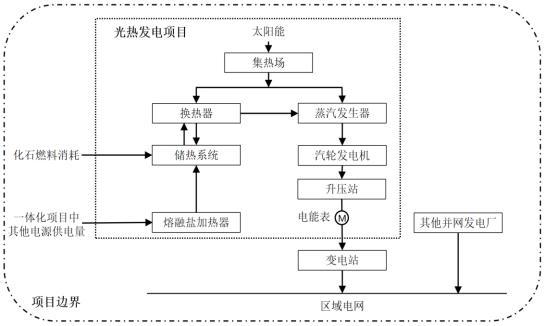 光热发电项目
太阳能
集热场
换热器
蒸汽发生器
化石燃料消耗
储热系统
汽轮发电机
升压站
一体化项目中
其他电源供电量
熔融盐加热器
电能表
M
其他并网发电厂
变电站
项目边界
区域电网